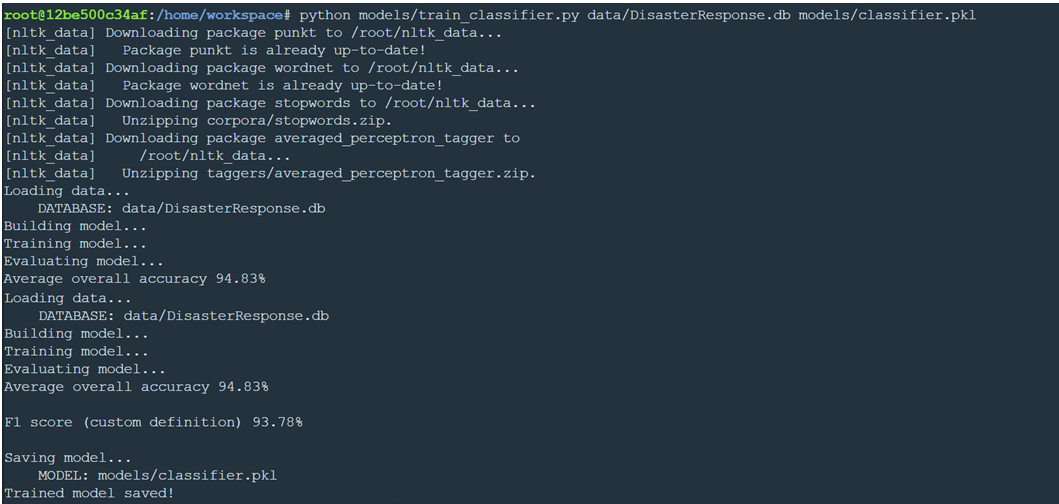 root@12be500c34af:/home/workspace# python models/train_classifier.py data/DisasterResponse.db models/classifier.pkl
[nltk_data] Downloading package punkt to /root/nltk_data...
[nltk_data]   Package punkt is already up-to-date!
[nltk_data] Downloading package wordnet to /root/nltk_data...
[nltk_data]   Package wordnet is already up-to-date!
[nltk_data] Downloading package stopwords to /root/nltk_data...
[nltk_data]   Unzipping corpora/stopwords.zip.
[nltk_data] Downloading package averaged_perceptron_tagger to
[nltk_data]     /root/nltk_data...
[nltk_data]   Unzipping taggers/averaged_perceptron_tagger.zip.
Loading data...
    DATABASE: data/DisasterResponse.db
Building model...
Training model...
Evaluating model...
Average overall accuracy 94.83%
Loading data...
    DATABASE: data/DisasterResponse.db
Building model...
Training model...
Evaluating model...
Average overall accuracy 94.83%
F1 score (custom definition) 93.78%
Saving model...
    MODEL: models/classifier.pkl
Trained model saved!